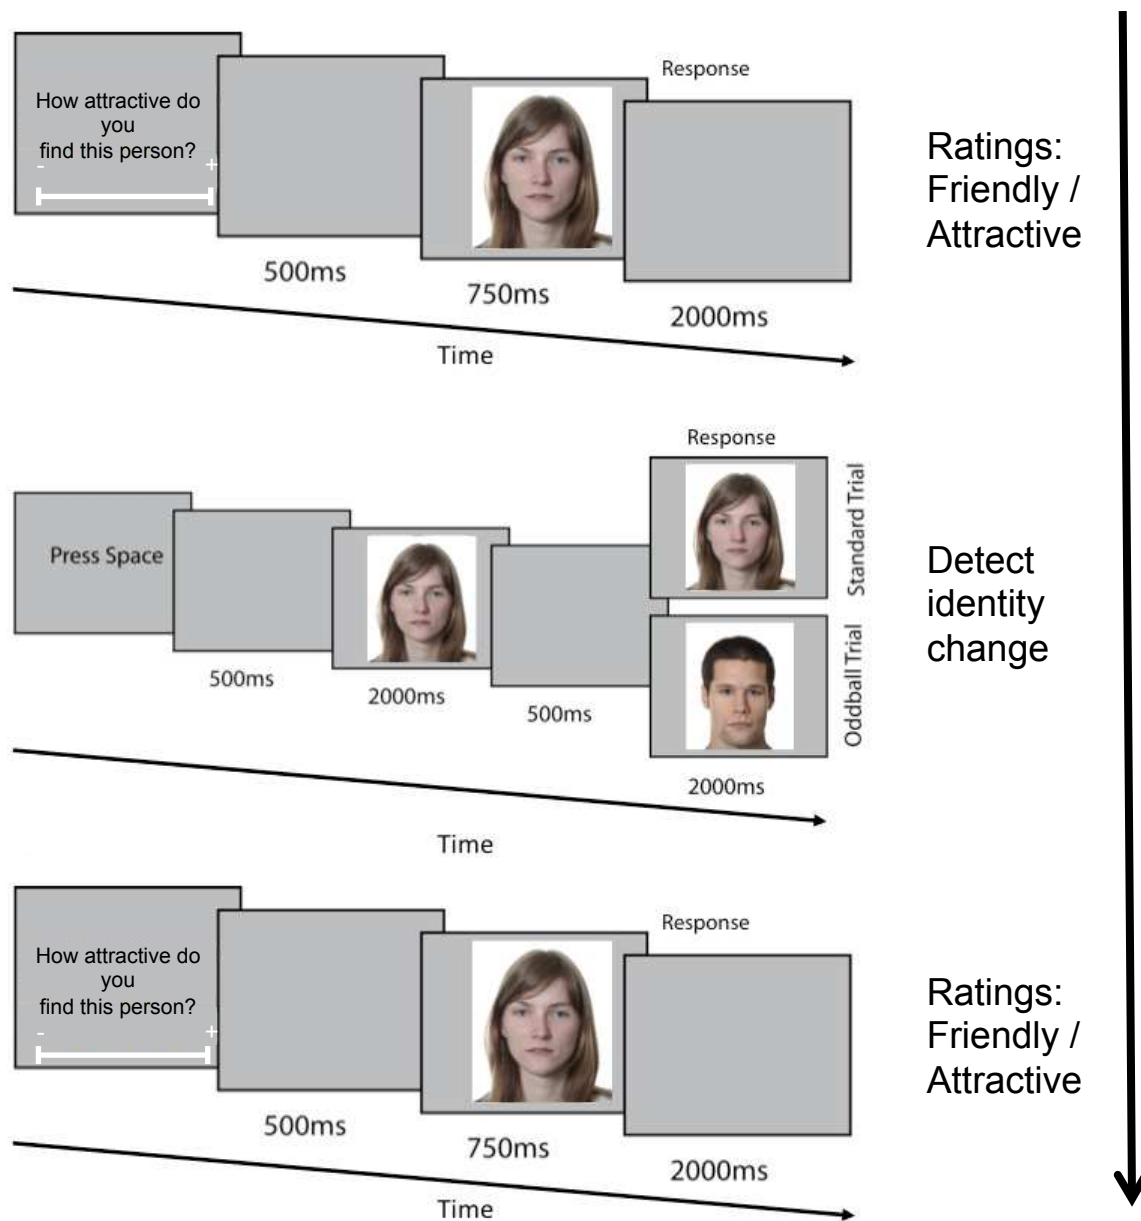 How attractive do
you
find this person?
- +
Response
500ms
750ms
2000ms
Time
Ratings:
Friendly /
Attractive
Press Space
500ms
2000ms
500ms
Response
Standard Trial
Oddball Trial
2000ms
Time
Detect
identity
change
How attractive do
you
find this person?
- +
Response
500ms
750ms
2000ms
Time
Ratings:
Friendly /
Attractive